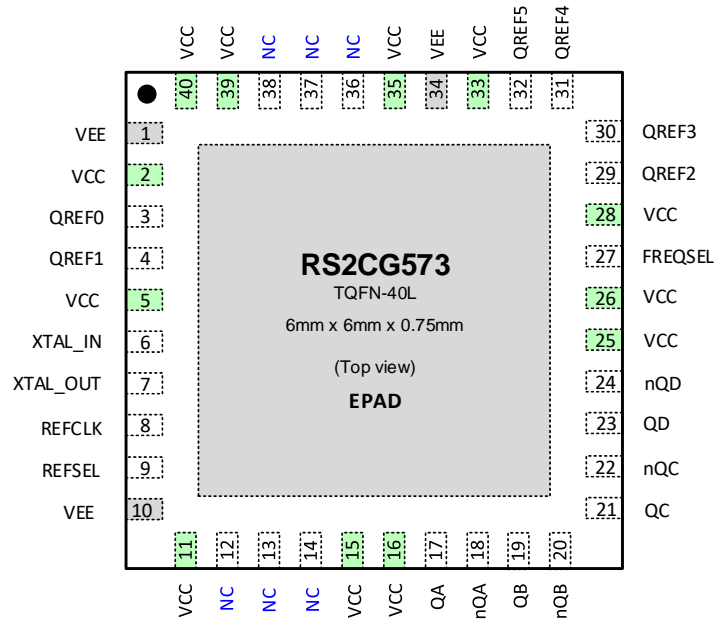 VCC
VCC
NC
NC
NC
VCC
VEE
VCC
QREF5
QREF4
40
39
38
37
36
35
34
33
32
31
VEE 1
VCC 2
QREF0 3
QREF1 4
VCC 5
XTAL_IN 6
XTAL_OUT 7
REFCLK 8
REFSEL 9
VEE 10
RS2CG573
TQFN-40L
6mm x 6mm x 0.75mm
(Top view)
EPAD
30 QREF3
29 QREF2
28 VCC
27 FREQSEL
26 VCC
25 VCC
24 nQD
23 QD
22 nQC
21 QC
11
12
13
14
15
16
17
18
19
20
VCC
NC
NC
NC
VCC
VCC
QA
nQA
QB
nQB